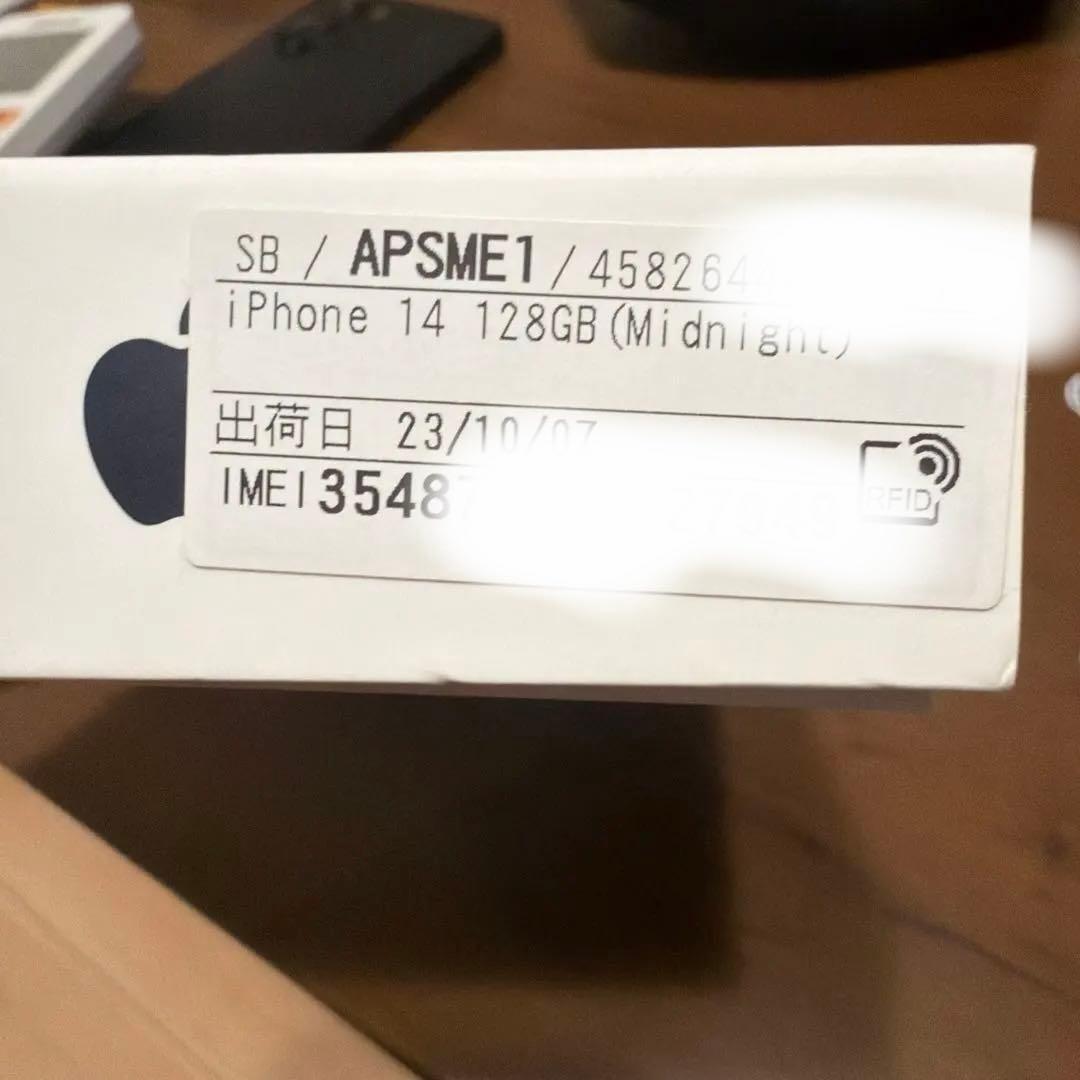 SB / APSME1 / 458264
iPhone 14 128GB(Midnight)
出荷日 23/10/07
IMEI 3548
RFID